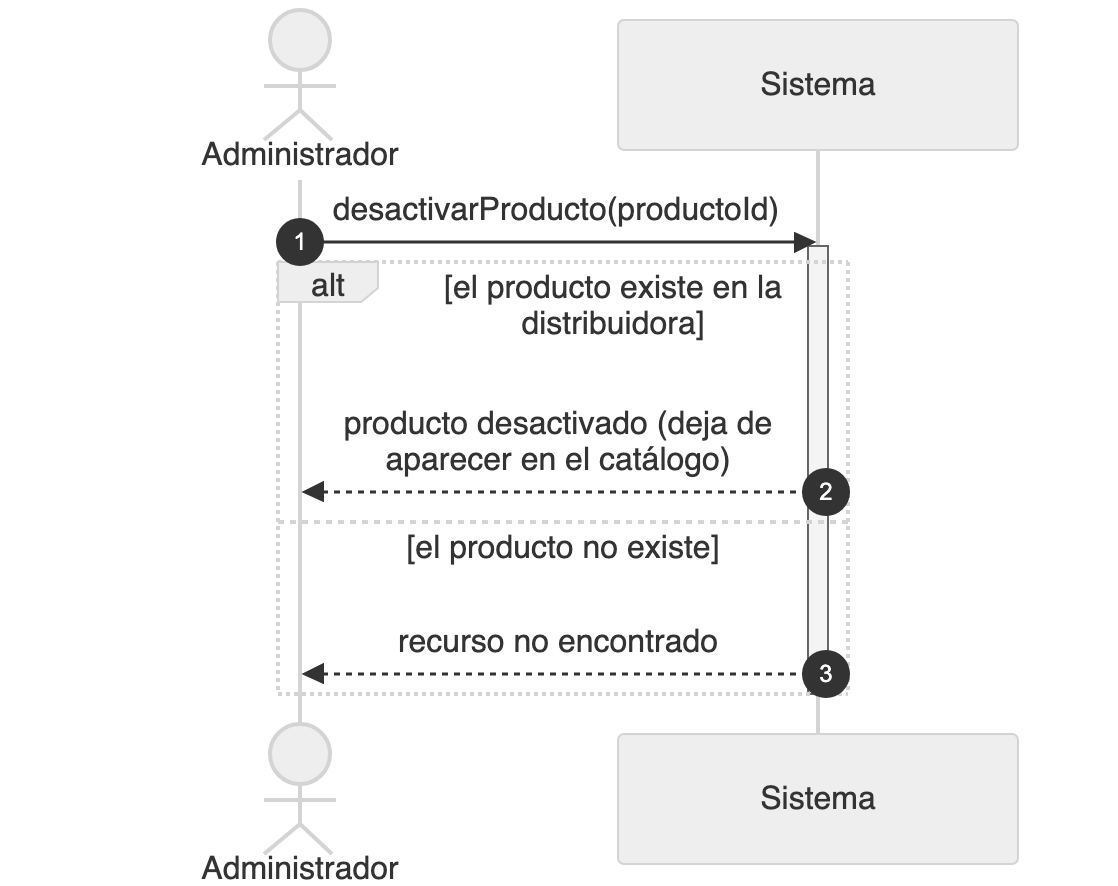 Administrador
Sistema
desactivarProducto(productoId)
1
alt
[el producto existe en la
distribuidora]
producto desactivado (deja de
aparecer en el catálogo)
2
[el producto no existe]
recurso no encontrado
3
Administrador
Sistema